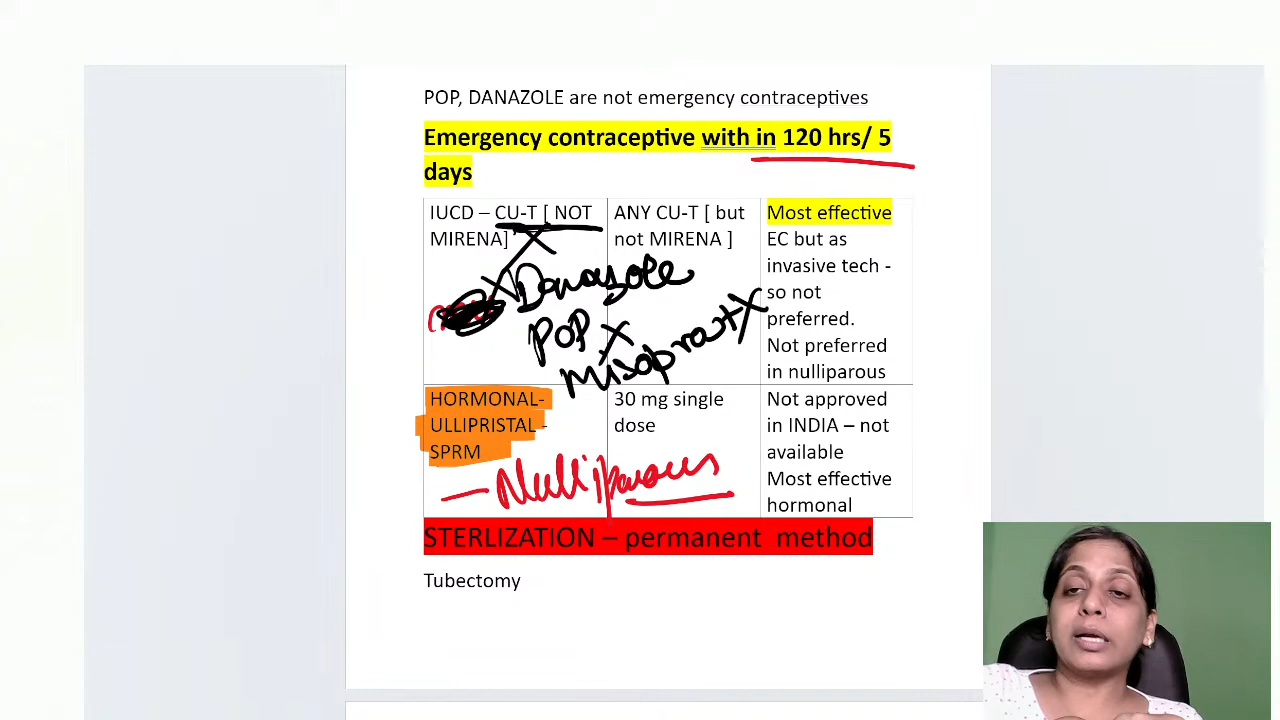 POP, DANAZOLE are not emergency contraceptives
Emergency contraceptive with in 120 hrs/ 5
days
IUCD – CU-T [ NOT
MIRENA]
ANY CU-T [ but
not MIRENA ]
Most effective
EC but as
invasive tech -
so not
preferred.
Not preferred
in nulliparous
Danazole
POP
Misoprost
HORMONAL-
ULLIPRISTAL -
SPRM
30 mg single
dose
Not approved
in INDIA – not
available
Most effective
hormonal
Nulliparous
STERLIZATION – permanent method
Tubectomy